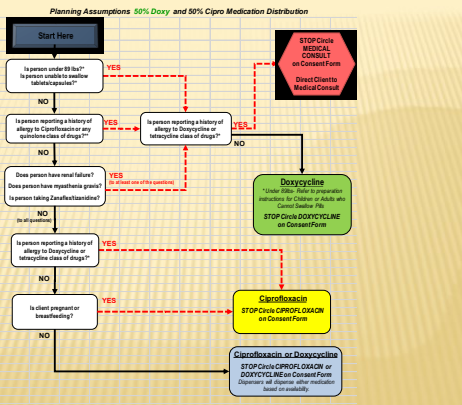 Planning Assumptions 50% Doxy and 50% Cipro Medication Distribution
Start Here
STOP Circle
MEDICAL
CONSULT
on Consent Form
Direct Client to
Medical Consult
Is person under 89 lbs?*
Is person unable to swallow
tablets/capsules?*
YES
NO
Is person reporting a history of
allergy to Ciprofloxacin or any
quinolone class of drugs?**
YES
Is person reporting a history of
allergy to Doxycycline or
tetracycline class of drugs?*
YES
NO
NO
Does person have renal failure?
Does person have myasthenia gravis?
Is person taking Zanaflex/tizanidine?
YES
(to at least one of the questions)
NO
(to all questions)
Doxycycline
*Under 89lbs- Refer to preparation
instructions for Children or Adults who
Cannot Swallow Pills
STOP Circle DOXYCYCLINE
on Consent Form
Is person reporting a history of
allergy to Doxycycline or
tetracycline class of drugs?*
YES
NO
Is client pregnant or
breastfeeding?
YES
NO
Ciprofloxacin
STOP Circle CIPROFLOXACIN
on Consent Form
Ciprofloxacin or Doxycycline
STOP Circle CIPROFLOXACIN or
DOXYCYCLINE on Consent Form
Dispensers will dispense either medication
based on availability.